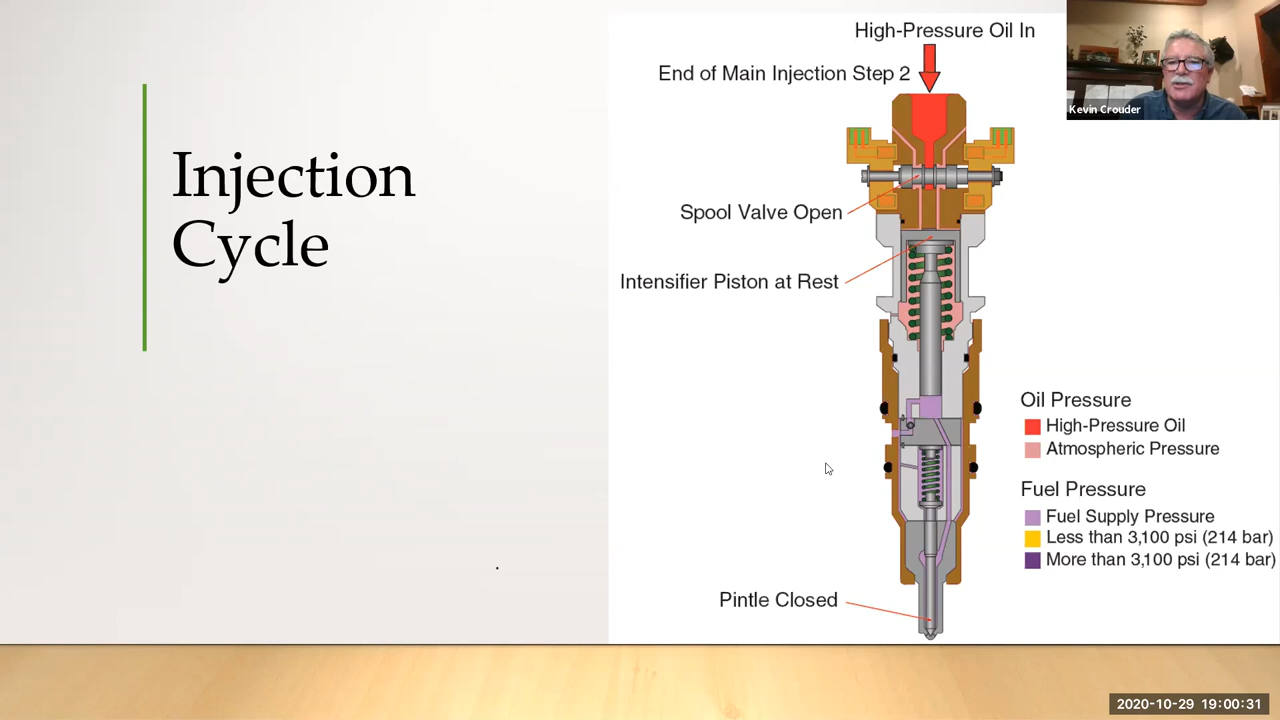 Injection
Cycle
High-Pressure Oil In
End of Main Injection Step 2
Spool Valve Open
Intensifier Piston at Rest
Pintle Closed
Oil Pressure
High-Pressure Oil
Atmospheric Pressure
Fuel Pressure
Fuel Supply Pressure
Less than 3,100 psi (214 bar)
More than 3,100 psi (214 bar)
Kevin Crouder
2020-10-29 19:00:31